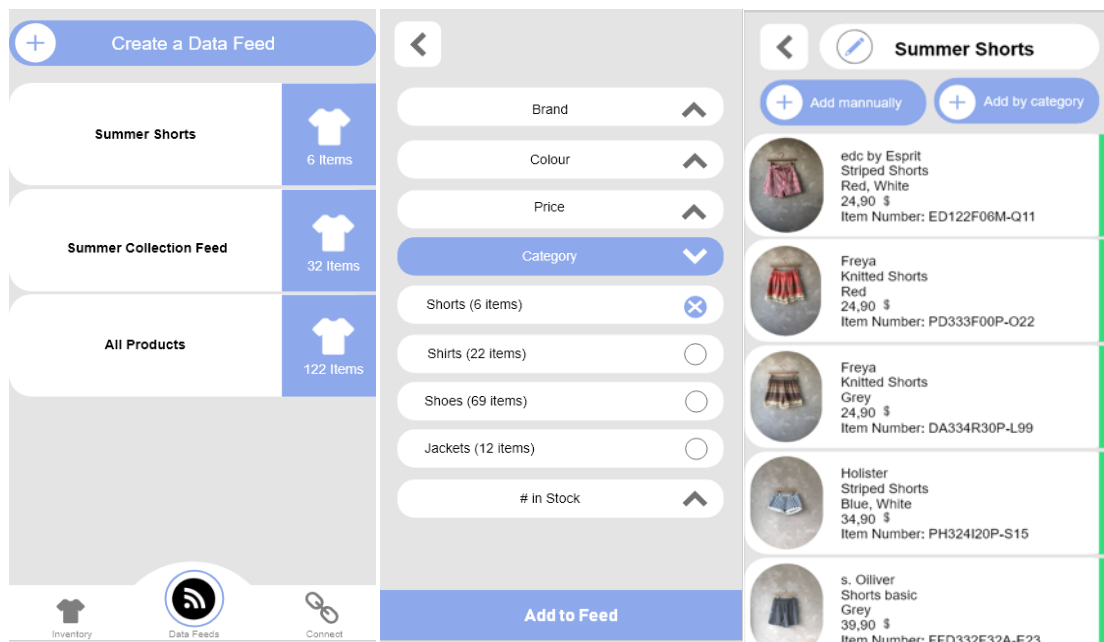 Create a Data Feed
Summer Shorts
6 Items
Summer Collection Feed
32 Items
All Products
122 Items
Inventory
Data Feeds
Connect
Brand
Colour
Price
Category
Shorts (6 items)
Shirts (22 items)
Shoes (69 items)
Jackets (12 items)
# in Stock
Add to Feed
Summer Shorts
Add mannually
Add by category
edc by Esprit
Striped Shorts
Red, White
24,90 $
Item Number: ED122F06M-Q11
Freya
Knitted Shorts
Red
24,90 $
Item Number: PD333F00P-O22
Freya
Knitted Shorts
Grey
24,90 $
Item Number: DA334R30P-L99
Holister
Striped Shorts
Blue, White
34,90 $
Item Number: PH324I20P-S15
s. Oiliver
Shorts basic
Grey
39,90 $
Item Number: